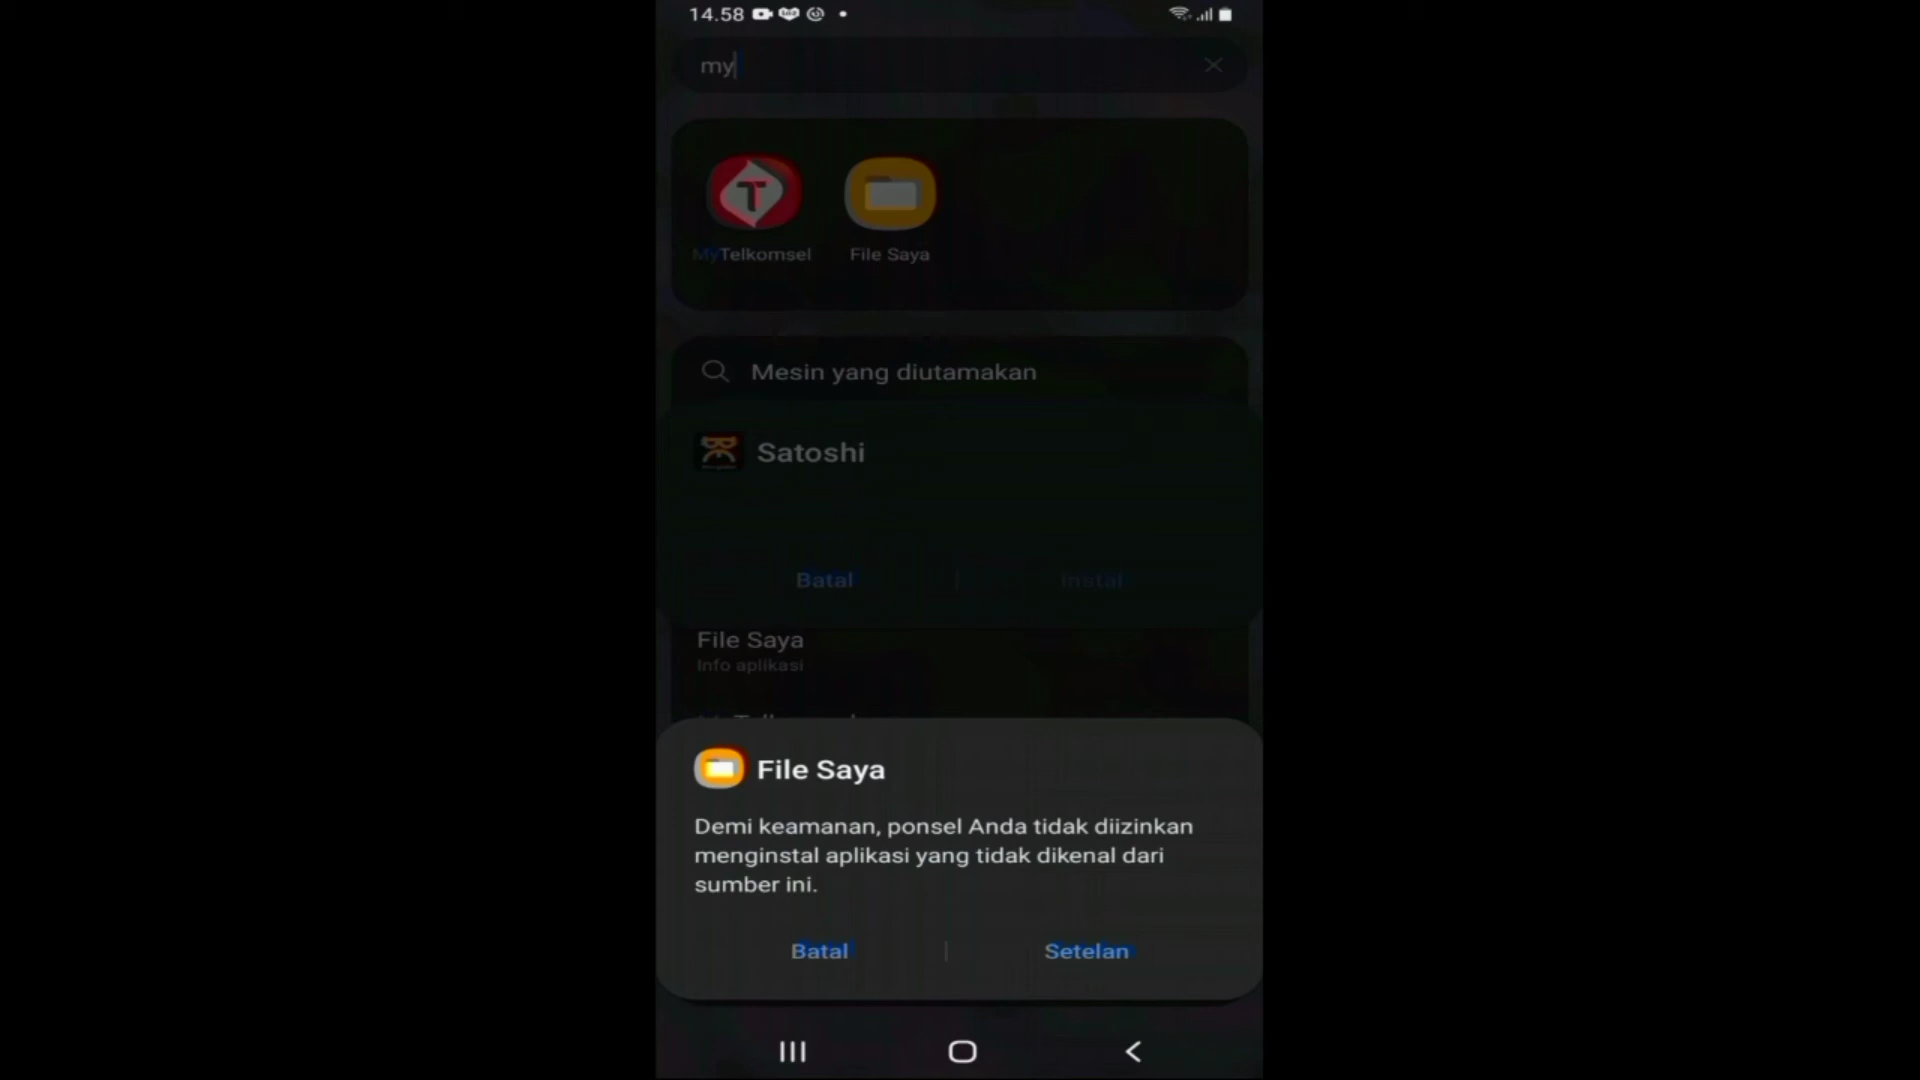 14.58
my
MyTelkomsel
File Saya
Mesin yang diutamakan
Satoshi
Batal
Instal
File Saya
Info aplikasi
File Saya
Demi keamanan, ponsel Anda tidak diizinkan
menginstal aplikasi yang tidak dikenal dari
sumber ini.
Batal
Setelan